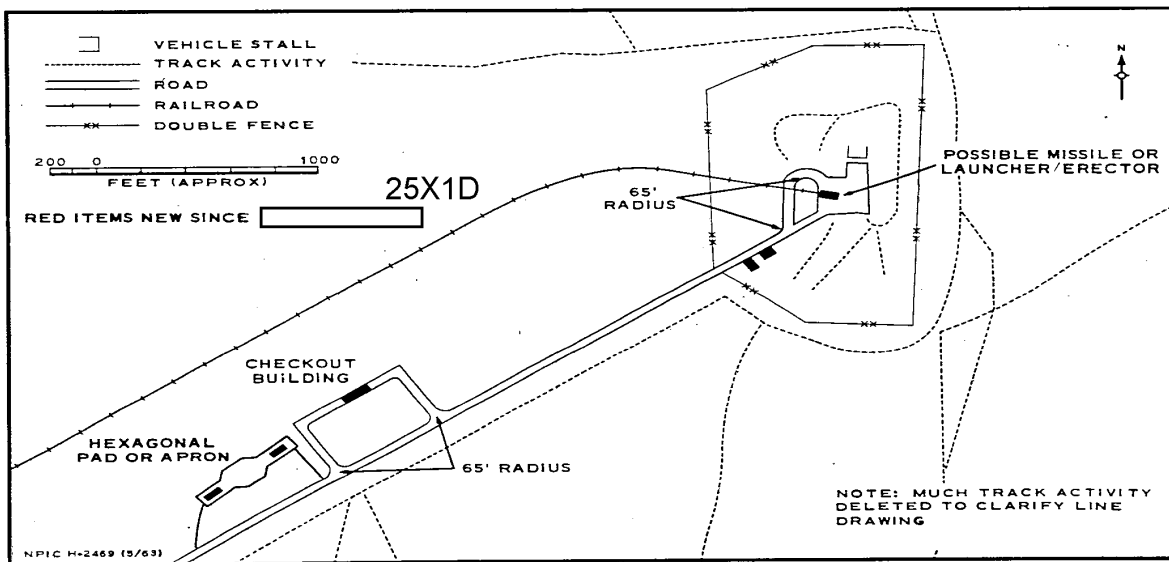 VEHICLE STALL
TRACK ACTIVITY
ROAD
RAILROAD
DOUBLE FENCE
200 0 1000
FEET (APPROX)
25X1D
RED ITEMS NEW SINCE
N
POSSIBLE MISSILE OR
LAUNCHER/ERECTOR
65'
RADIUS
CHECKOUT
BUILDING
HEXAGONAL
PAD OR APRON
65' RADIUS
NOTE: MUCH TRACK ACTIVITY
DELETED TO CLARIFY LINE
DRAWING
NPIC H-2469 (5/63)